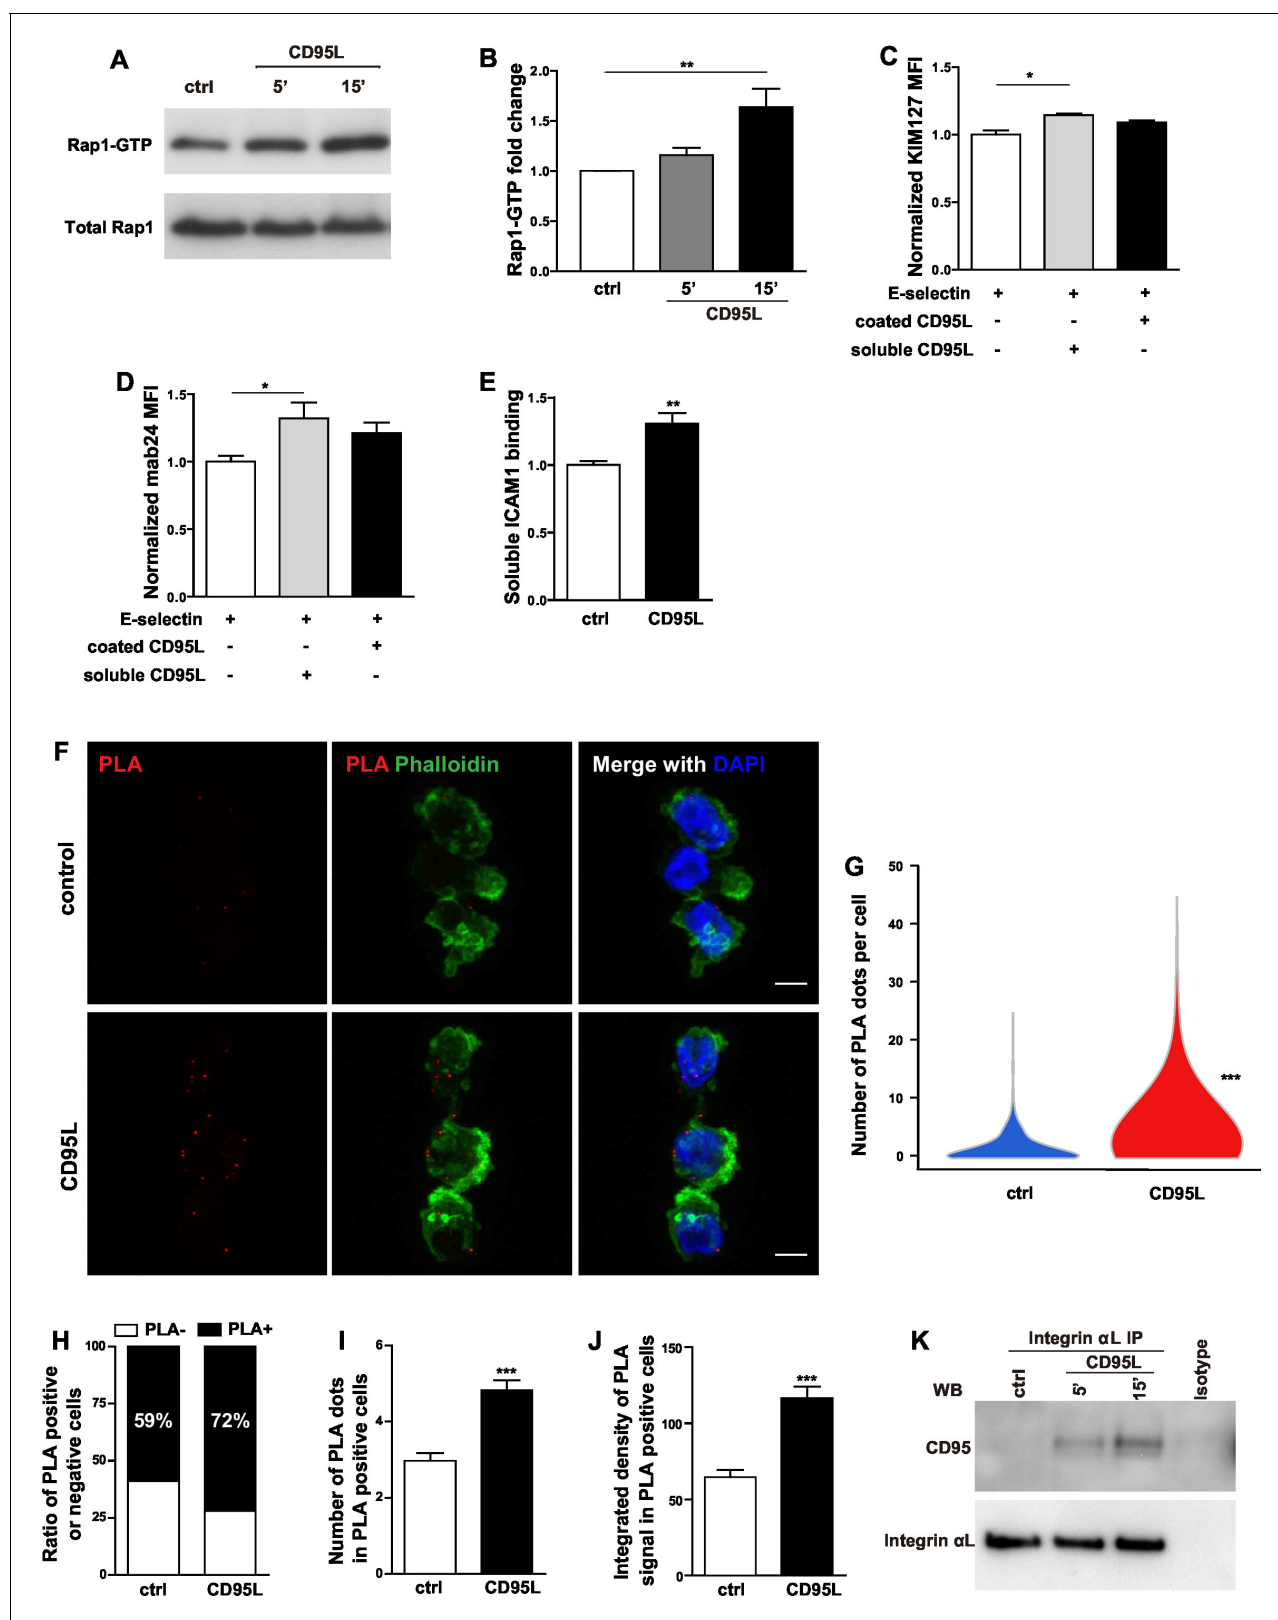 A
CD95L
ctrl 5’ 15’
Rap1-GTP
Total Rap1
B
Rap1-GTP fold change
2.0
1.5
1.0
0.5
0.0
**
ctrl 5’ 15’
CD95L
C
Normalized KIM127 MFI
1.5
1.0
0.5
0.0
*
E-selectin + + +
coated CD95L - - +
soluble CD95L - + -
D
Normalized mab24 MFI
1.5
1.0
0.5
0.0
*
E-selectin + + +
coated CD95L - - +
soluble CD95L - + -
E
Soluble ICAM1 binding
1.5
1.0
0.5
0.0
**
ctrl CD95L
F
PLA
PLA Phalloidin
Merge with DAPI
control
CD95L
G
Number of PLA dots per cell
50
40
30
20
10
0
***
ctrl CD95L
H
PLA- PLA+
Ratio of PLA positive
or negative cells
100
75
50
25
0
59% 72%
ctrl CD95L
I
Number of PLA dots
in PLA positive cells
6
4
2
0
***
ctrl CD95L
J
Integrated density of PLA
signal in PLA positive cells
150
100
50
0
***
ctrl CD95L
K
Integrin αL IP
CD95L
WB ctrl 5’ 15’ Isotype
CD95
Integrin αL